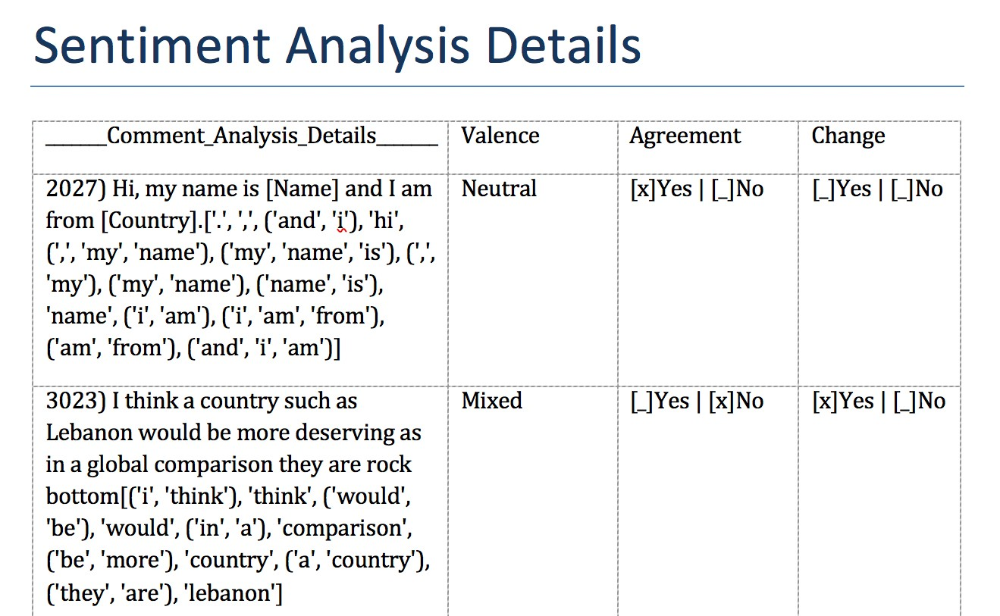 Sentiment Analysis Details
_______Comment_Analysis_Details_______ Valence Agreement Change
2027) Hi, my name is [Name] and I am Neutral [x]Yes | [_]No [_]Yes | [_]No
from [Country].['.', ',', ('and', 'i'), 'hi',
(',', 'my', 'name'), ('my', 'name', 'is'), (',',
'my'), ('my', 'name'), ('name', 'is'),
'name', ('i', 'am'), ('i', 'am', 'from'),
('am', 'from'), ('and', 'i', 'am')]
3023) I think a country such as Mixed [_]Yes | [x]No [x]Yes | [_]No
Lebanon would be more deserving as
in a global comparison they are rock
bottom[('i', 'think'), 'think', ('would',
'be'), 'would', ('in', 'a'), 'comparison',
('be', 'more'), 'country', ('a', 'country'),
('they', 'are'), 'lebanon']